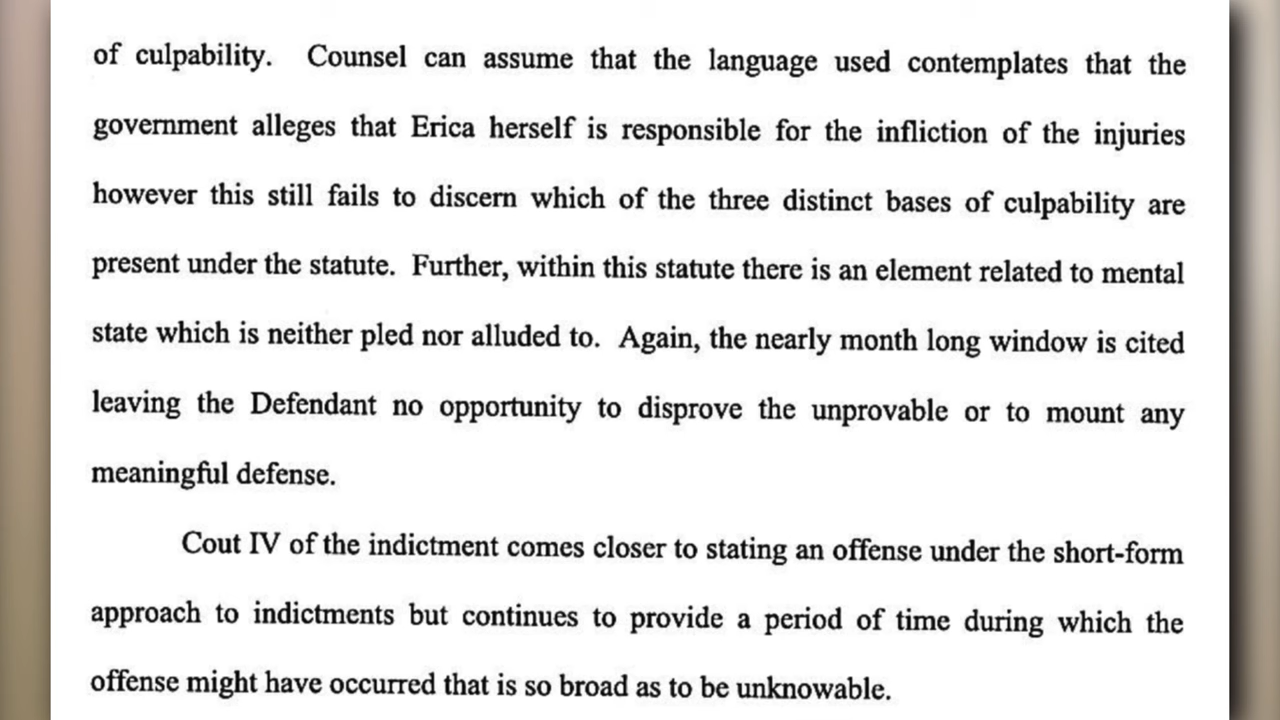 of culpability. Counsel can assume that the language used contemplates that the
government alleges that Erica herself is responsible for the infliction of the injuries
however this still fails to discern which of the three distinct bases of culpability are
present under the statute. Further, within this statute there is an element related to mental
state which is neither pled nor alluded to. Again, the nearly month long window is cited
leaving the Defendant no opportunity to disprove the unprovable or to mount any
meaningful defense.
Cout IV of the indictment comes closer to stating an offense under the short-form
approach to indictments but continues to provide a period of time during which the
offense might have occurred that is so broad as to be unknowable.